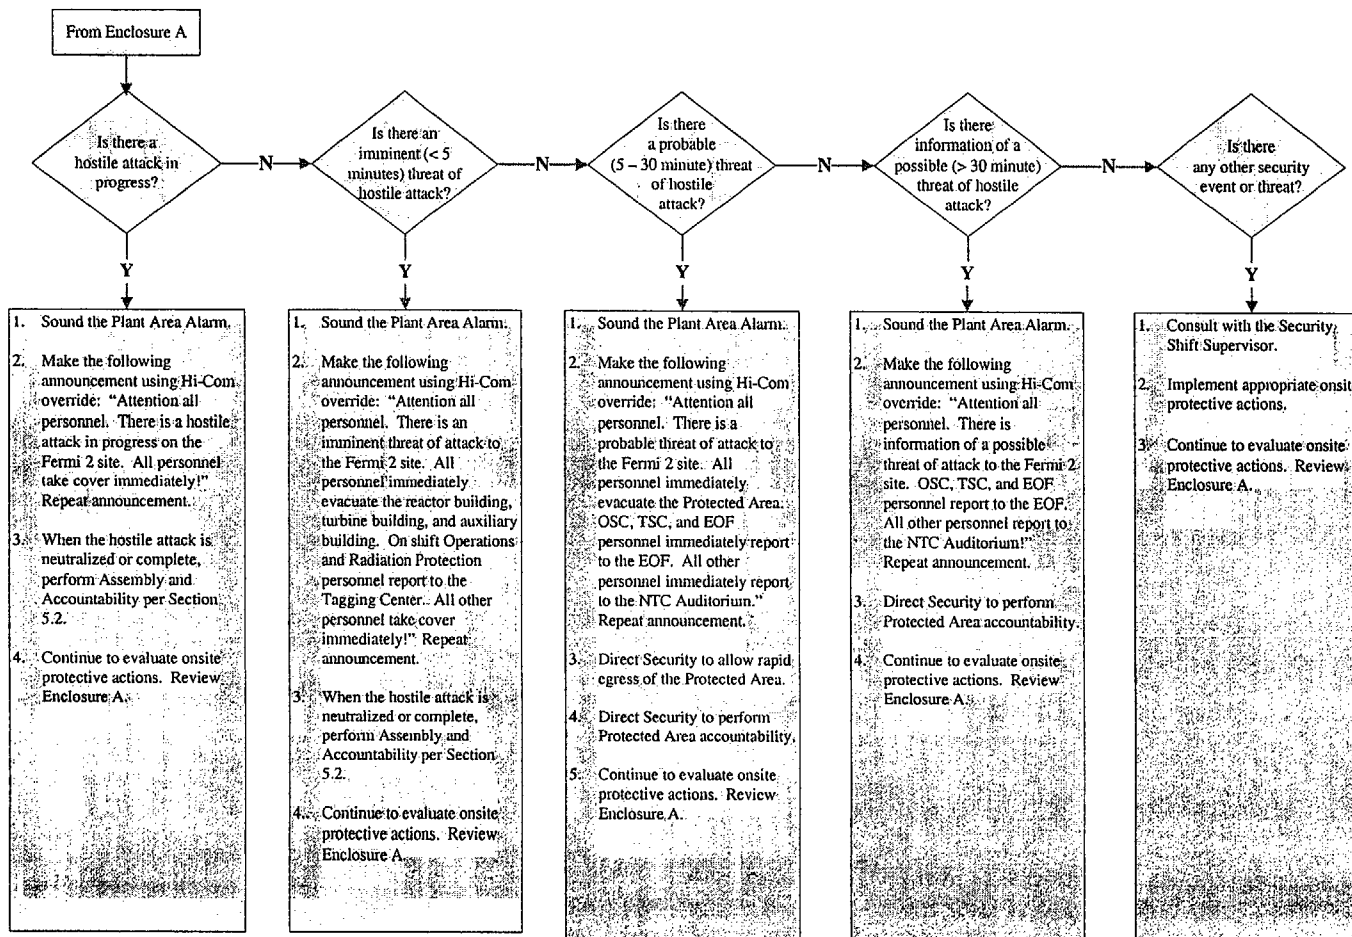 From Enclosure A
Is there a
hostile attack in
progress?
N
Is there an
imminent (< 5
minutes) threat of
hostile attack?
N
Is there
a probable
(5 – 30 minute) threat
of hostile
attack?
N
Is there
information of a
possible (> 30 minute)
threat of hostile
attack?
N
Is there
any other security
event or threat?
Y
Y
Y
Y
Y
1. Sound the Plant Area Alarm.
2. Make the following
announcement using Hi-Com
override: “Attention all
personnel. There is a hostile
attack in progress on the
Fermi 2 site. All personnel
take cover immediately!”
Repeat announcement.
3. When the hostile attack is
neutralized or complete,
perform Assembly and
Accountability per Section
5.2.
4. Continue to evaluate onsite
protective actions. Review
Enclosure A.
1. Sound the Plant Area Alarm.
2. Make the following
announcement using Hi-Com
override: “Attention all
personnel. There is an
imminent threat of attack to
the Fermi 2 site. All
personnel immediately
evacuate the reactor building,
turbine building, and auxiliary
building. On shift Operations
and Radiation Protection
personnel report to the
Tagging Center. All other
personnel take cover
immediately!” Repeat
announcement.
3. When the hostile attack is
neutralized or complete,
perform Assembly and
Accountability per Section
5.2.
4. Continue to evaluate onsite
protective actions. Review
Enclosure A.
1. Sound the Plant Area Alarm.
2. Make the following
announcement using Hi-Com
override: “Attention all
personnel. There is a
probable threat of attack to
the Fermi 2 site. All
personnel immediately
evacuate the Protected Area.
OSC, TSC, and EOF
personnel immediately report
to the EOF. All other
personnel immediately report
to the NTC Auditorium.”
Repeat announcement.
3. Direct Security to allow rapid
egress of the Protected Area.
4. Direct Security to perform
Protected Area accountability.
5. Continue to evaluate onsite
protective actions. Review
Enclosure A.
1. Sound the Plant Area Alarm.
2. Make the following
announcement using Hi-Com
override: “Attention all
personnel. There is
information of a possible
threat of attack to the Fermi 2
site. OSC, TSC, and EOF
personnel report to the EOF.
All other personnel report to
the NTC Auditorium!”
Repeat announcement.
3. Direct Security to perform
Protected Area accountability.
4. Continue to evaluate onsite
protective actions. Review
Enclosure A.
1. Consult with the Security
Shift Supervisor.
2. Implement appropriate onsit
protective actions.
3. Continue to evaluate onsite
protective actions. Review
Enclosure A.